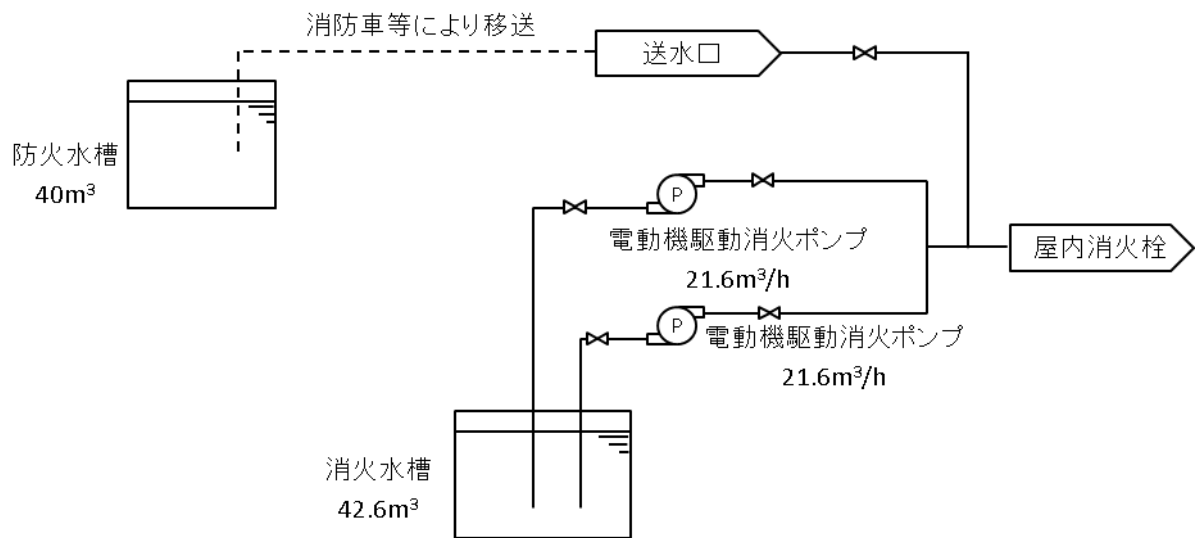 消防車等により移送
送水口
防火水槽
40m³
P
電動機駆動消火ポンプ
21.6m³/h
屋内消火栓
P
電動機駆動消火ポンプ
21.6m³/h
消火水槽
42.6m³